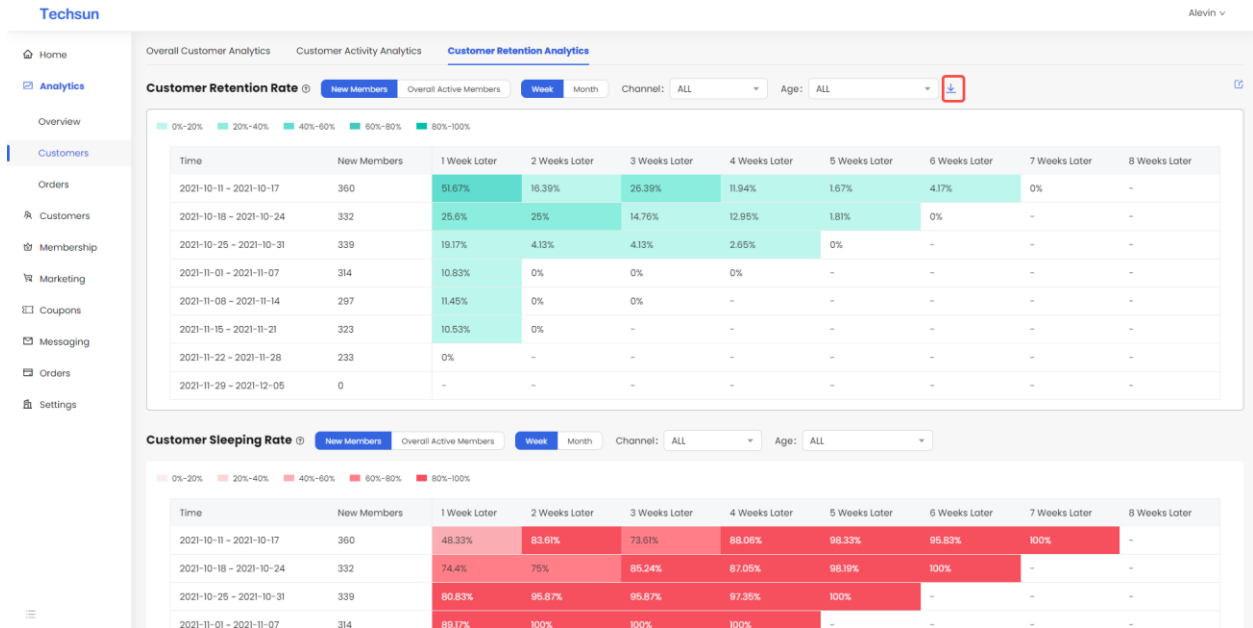 Techsun
Alevin
Home
Analytics
Overview
Customers
Orders
Customers
Membership
Marketing
Coupons
Messaging
Orders
Settings
Overall Customer Analytics Customer Activity Analytics Customer Retention Analytics
Customer Retention Rate New Members Overall Active Members Week Month Channel: ALL Age: ALL
0%-20% 20%-40% 40%-60% 60%-80% 80%-100%
Time New Members 1 Week Later 2 Weeks Later 3 Weeks Later 4 Weeks Later 5 Weeks Later 6 Weeks Later 7 Weeks Later 8 Weeks Later
2021-10-11 ~ 2021-10-17 360 51.67% 16.39% 26.39% 11.94% 1.67% 4.17% 0% -
2021-10-18 ~ 2021-10-24 332 25.6% 25% 14.76% 12.95% 1.81% 0% - -
2021-10-25 ~ 2021-10-31 339 19.17% 4.13% 4.13% 2.65% 0% - - -
2021-11-01 ~ 2021-11-07 314 10.83% 0% 0% 0% - - - -
2021-11-08 ~ 2021-11-14 297 11.45% 0% 0% - - - - -
2021-11-15 ~ 2021-11-21 323 10.53% 0% - - - - - -
2021-11-22 ~ 2021-11-28 233 0% - - - - - - -
2021-11-29 ~ 2021-12-05 0 - - - - - - - -
Customer Sleeping Rate New Members Overall Active Members Week Month Channel: ALL Age: ALL
0%-20% 20%-40% 40%-60% 60%-80% 80%-100%
Time New Members 1 Week Later 2 Weeks Later 3 Weeks Later 4 Weeks Later 5 Weeks Later 6 Weeks Later 7 Weeks Later 8 Weeks Later
2021-10-11 ~ 2021-10-17 360 48.33% 83.61% 73.61% 88.06% 98.33% 95.83% 100% -
2021-10-18 ~ 2021-10-24 332 74.4% 75% 85.24% 87.05% 98.19% 100% - -
2021-10-25 ~ 2021-10-31 339 80.83% 95.87% 95.87% 97.35% 100% - - -
2021-11-01 ~ 2021-11-07 314 89.17% 100% 100% 100% - - - -